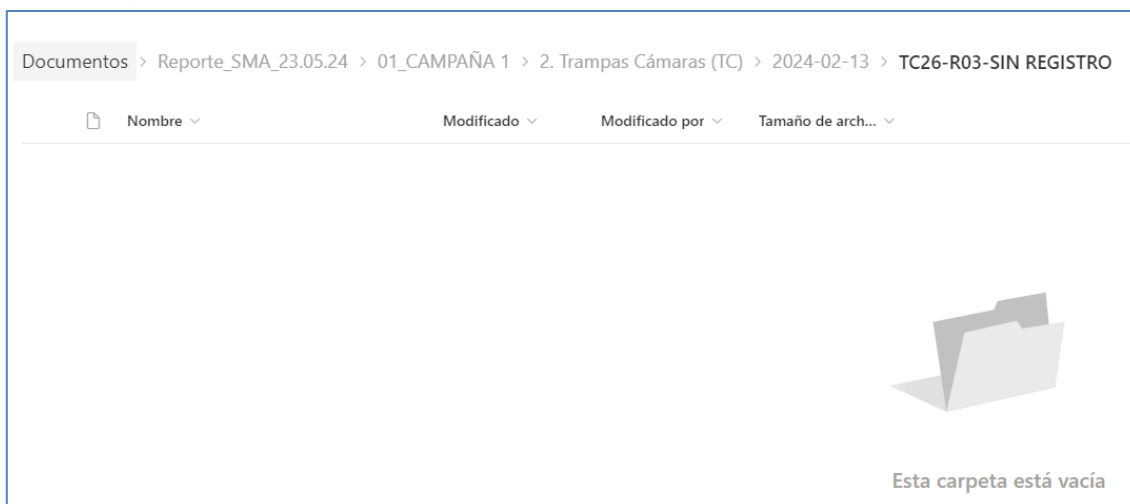 Documentos > Reporte_SMA_23.05.24 > 01_CAMPAÑA 1 > 2. Trampas Cámaras (TC) > 2024-02-13 > TC26-R03-SIN REGISTRO
Nombre Modificado Modificado por Tamaño de arch...
Esta carpeta está vacía